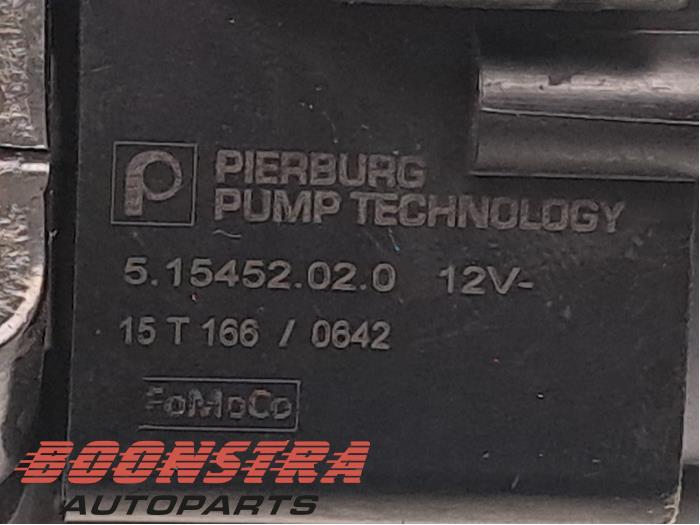 PIERBURG
PUMP TECHNOLOGY
5.15452.02.0 12V-
15 T 166 / 0642
FoMoCo
BOONSTRA
AUTOPARTS